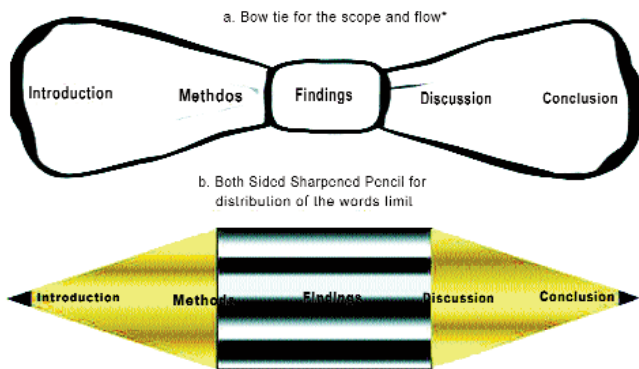 a. Bow tie for the scope and flow*
Introduction Methdos Findings Discussion Conclusion
b. Both Sided Sharpened Pencil for
distribution of the words limit
Introduction Methods Findings Discussion Conclusion